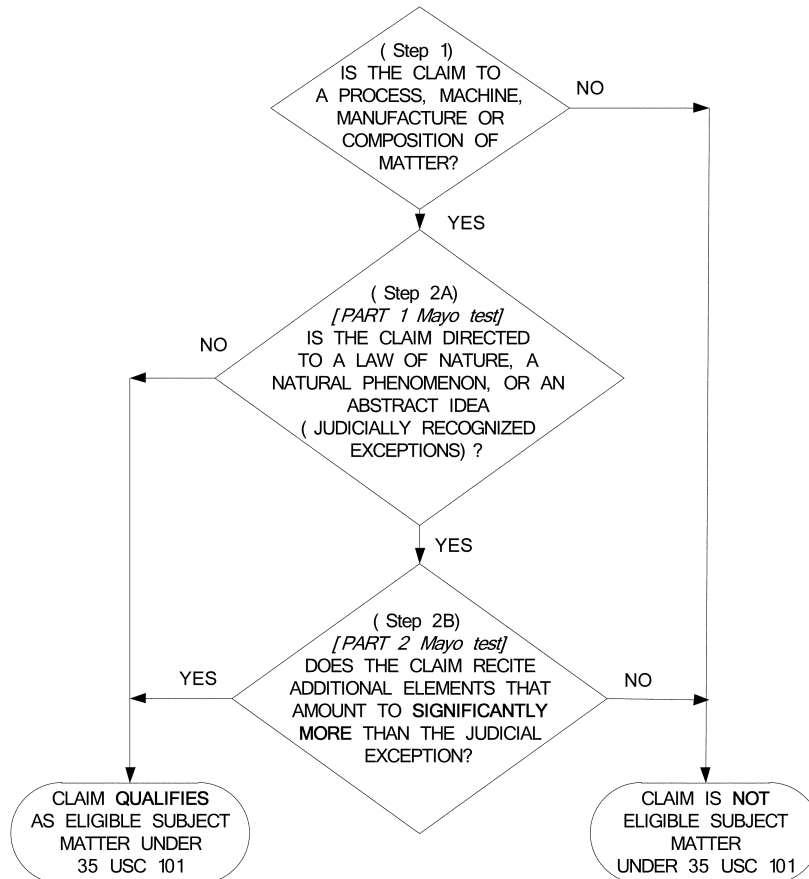 ( Step 1)
IS THE CLAIM TO
A PROCESS, MACHINE,
MANUFACTURE OR
COMPOSITION OF
MATTER?
NO
YES
( Step 2A)
[PART 1 Mayo test]
IS THE CLAIM DIRECTED
TO A LAW OF NATURE, A
NATURAL PHENOMENON, OR AN
ABSTRACT IDEA
( JUDICIALLY RECOGNIZED
EXCEPTIONS) ?
NO
YES
( Step 2B)
[PART 2 Mayo test]
DOES THE CLAIM RECITE
ADDITIONAL ELEMENTS THAT
AMOUNT TO SIGNIFICANTLY
MORE THAN THE JUDICIAL
EXCEPTION?
YES
NO
CLAIM QUALIFIES
AS ELIGIBLE SUBJECT
MATTER UNDER
35 USC 101
CLAIM IS NOT
ELIGIBLE SUBJECT
MATTER
UNDER 35 USC 101